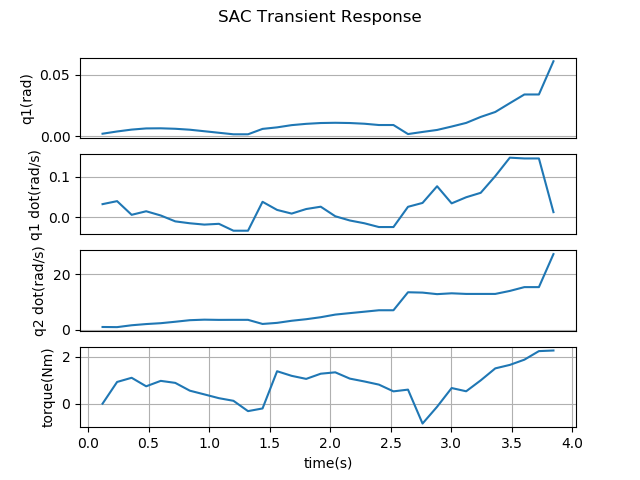 SAC Transient Response
q1(rad)
0.05
0.00
q1 dot(rad/s)
0.1
0.0
q2 dot(rad/s)
20
0
torque(Nm)
2
0
0.0 0.5 1.0 1.5 2.0 2.5 3.0 3.5 4.0
time(s)